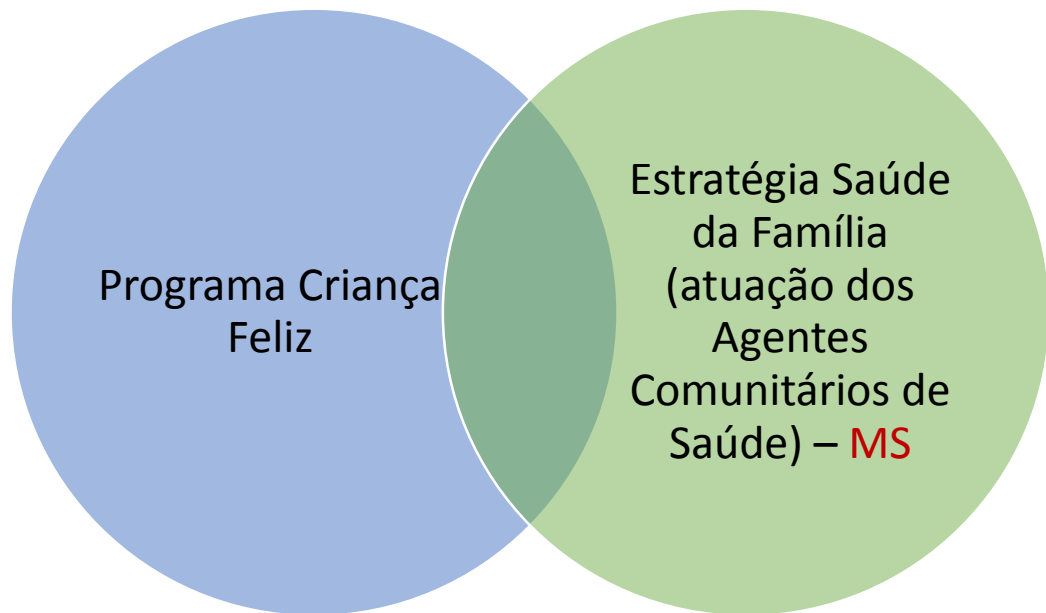 Programa Criança
Feliz
Estratégia Saúde
da Família
(atuação dos
Agentes
Comunitários de
Saúde) – MS